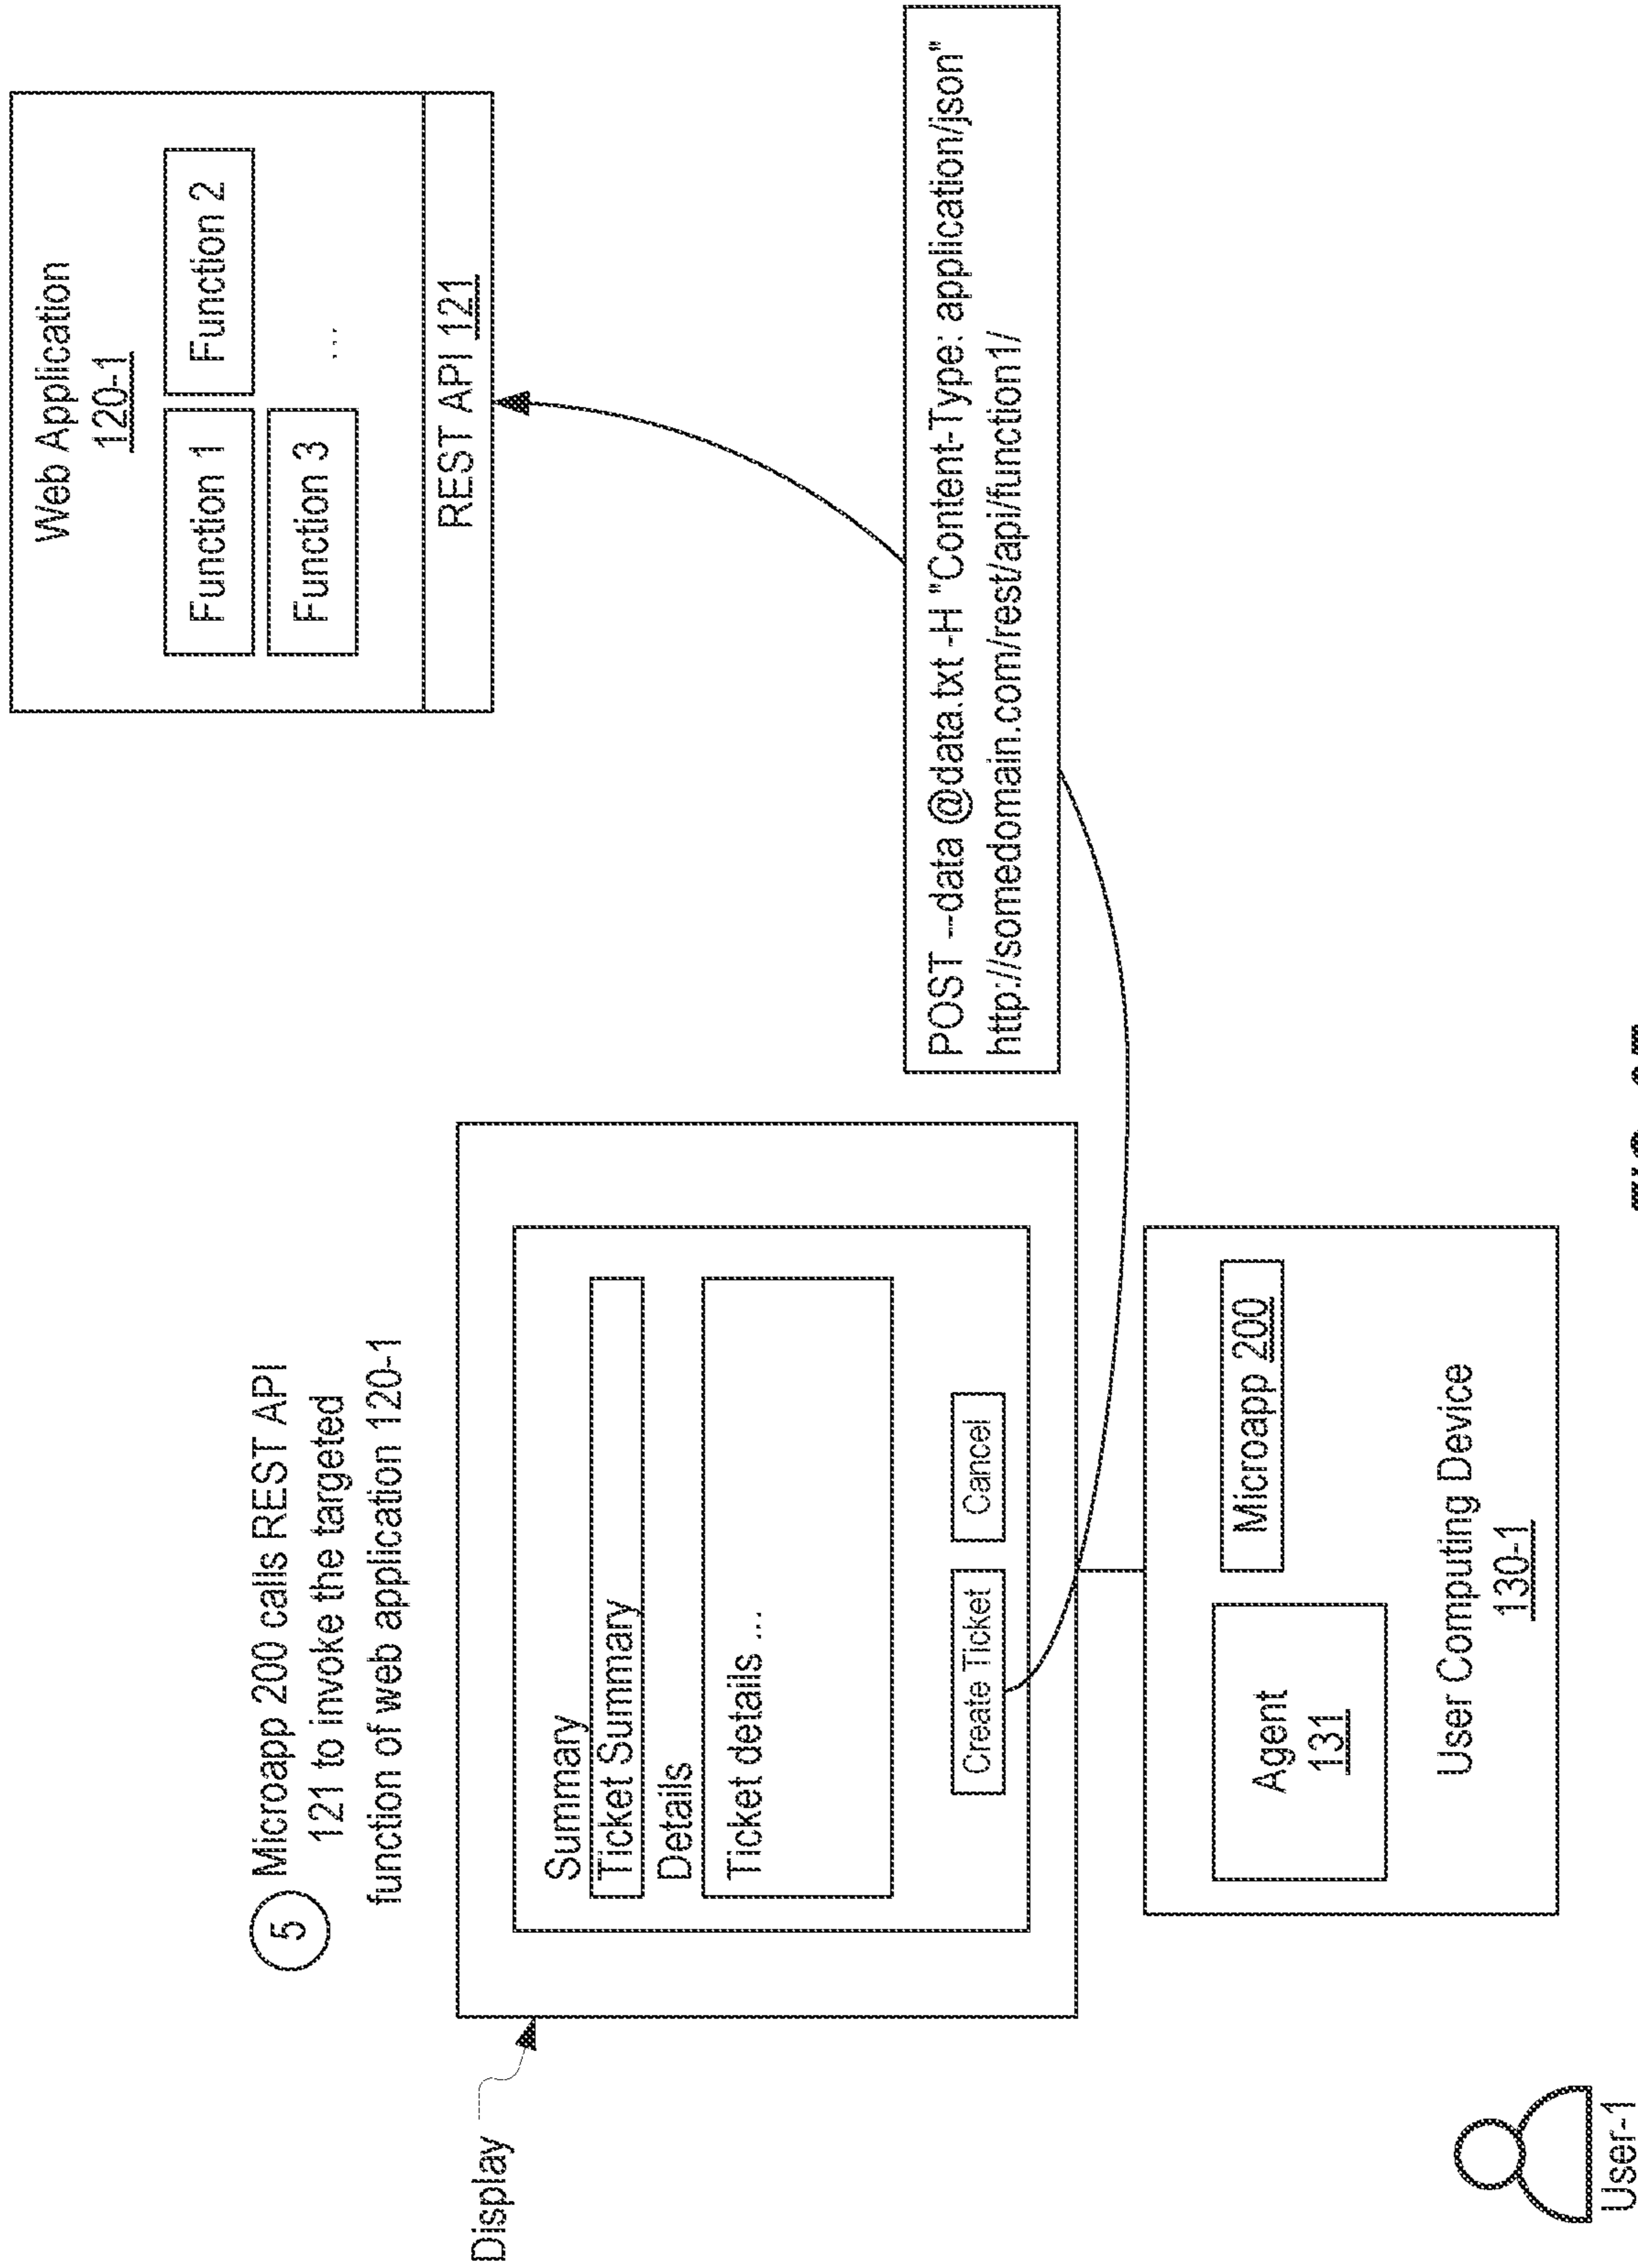 5
Microapp 200 calls REST API
121 to invoke the targeted
function of web application 120-1
Web Application
120-1
Function 1
Function 2
Function 3
...
REST API 121
Display
Summary
Ticket Summary
Details
Ticket details ...
Create Ticket
Cancel
POST --data @data.txt -H "Content-Type: application/json"
http://somedomain.com/rest/api/function1/
Agent
131
Microapp 200
User Computing Device
130-1
User-1